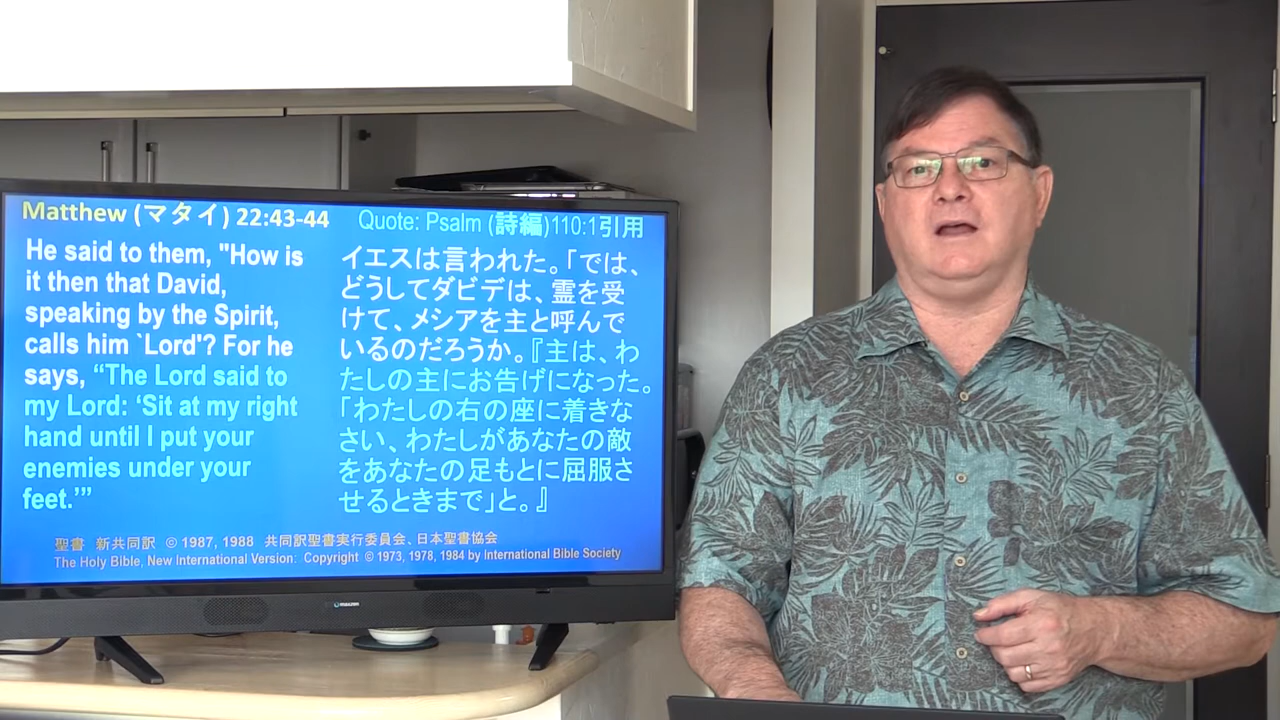 Matthew (マタイ) 22:43-44
Quote: Psalm (詩編)110:1引用
He said to them, "How is
it then that David,
speaking by the Spirit,
calls him `Lord'? For he
says, “The Lord said to
my Lord: ‘Sit at my right
hand until I put your
enemies under your
feet.’”
イエスは言われた。「では、
どうしてダビデは、霊を受
けて、メシアを主と呼んで
いるのだろうか。『主は、わ
たしの主にお告げになった。
「わたしの右の座に着きな
さい、わたしがあなたの敵
をあなたの足もとに屈服さ
せるときまで」と。』
聖書　新共同訳　© 1987, 1988　共同訳聖書実行委員会、日本聖書協会
The Holy Bible, New International Version: Copyright © 1973, 1978, 1984 by International Bible Society